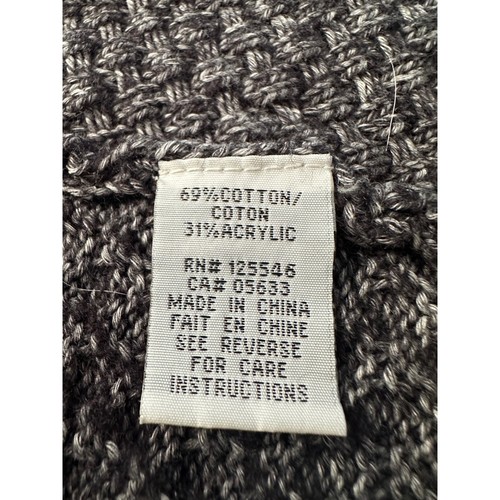 69%COTTON/
COTON
31%ACRYLIC
RN# 125546
CA# 05633
MADE IN CHINA
FAIT EN CHINE
SEE REVERSE
FOR CARE
INSTRUCTIONS